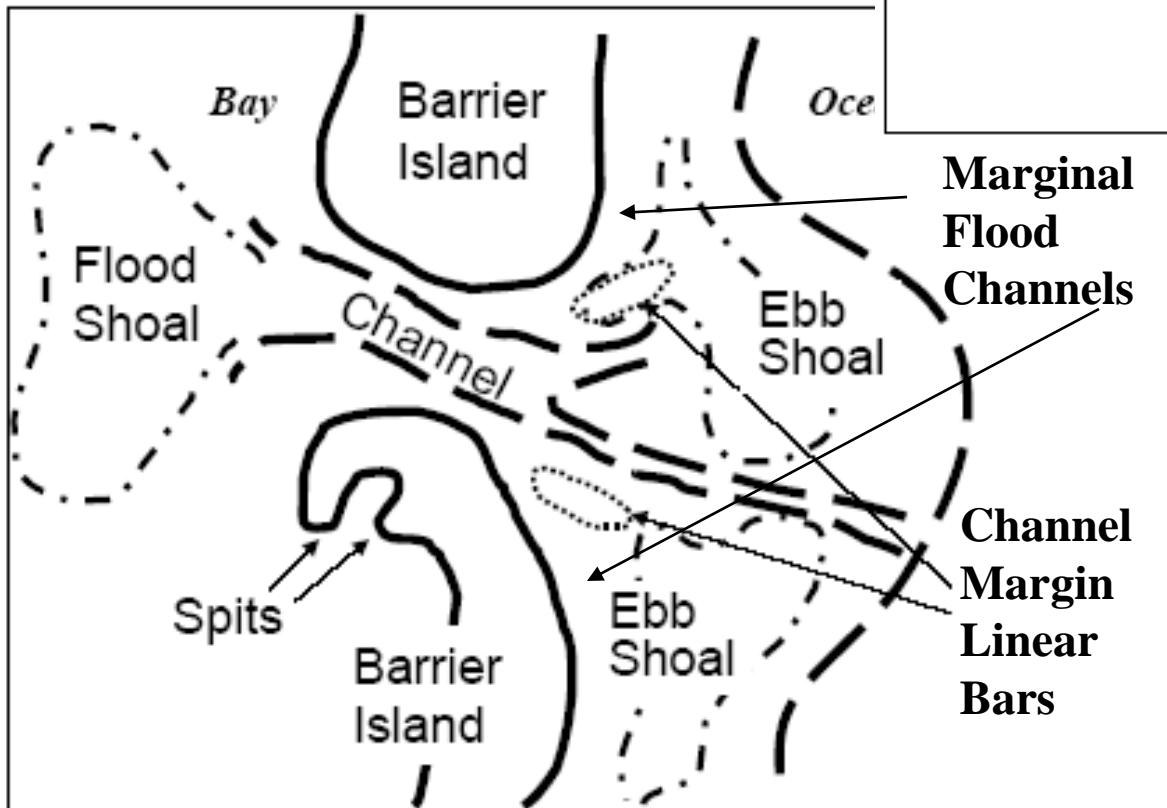 Bay
Barrier
Island
Marginal
Flood
Channels
Flood
Shoal
Channel
Ebb
Shoal
Spits
Barrier
Island
Ebb
Shoal
Channel
Margin
Linear
Bars